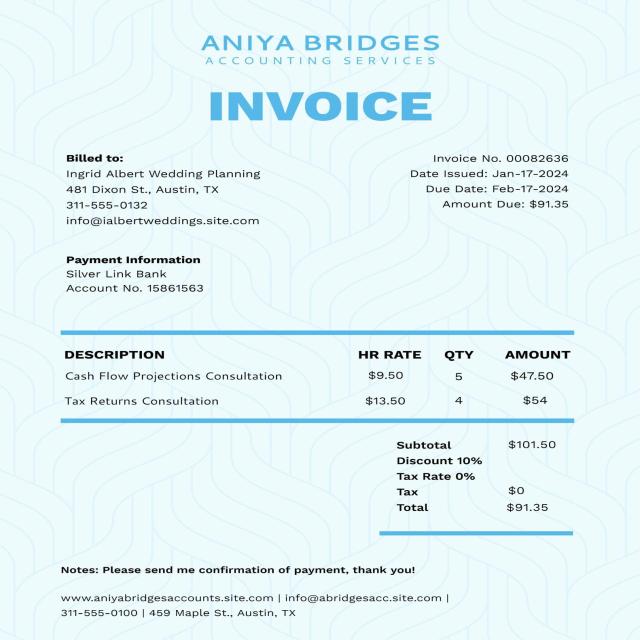 ANIYA BRIDGES
ACCOUNTING SERVICES
INVOICE
Billed to:
Ingrid Albert Wedding Planning
481 Dixon St., Austin, TX
311-555-0132
info@ialbertweddings.site.com
Invoice No. 00082636
Date Issued: Jan-17-2024
Due Date: Feb-17-2024
Amount Due: $91.35
Payment Information
Silver Link Bank
Account No. 15861563
DESCRIPTION HR RATE QTY AMOUNT
Cash Flow Projections Consultation $9.50 5 $47.50
Tax Returns Consultation $13.50 4 $54
Subtotal $101.50
Discount 10%
Tax Rate 0%
Tax $0
Total $91.35
Notes: Please send me confirmation of payment, thank you!
www.aniyabridgesaccounts.site.com | info@abridgesacc.site.com |
311-555-0100 | 459 Maple St., Austin, TX